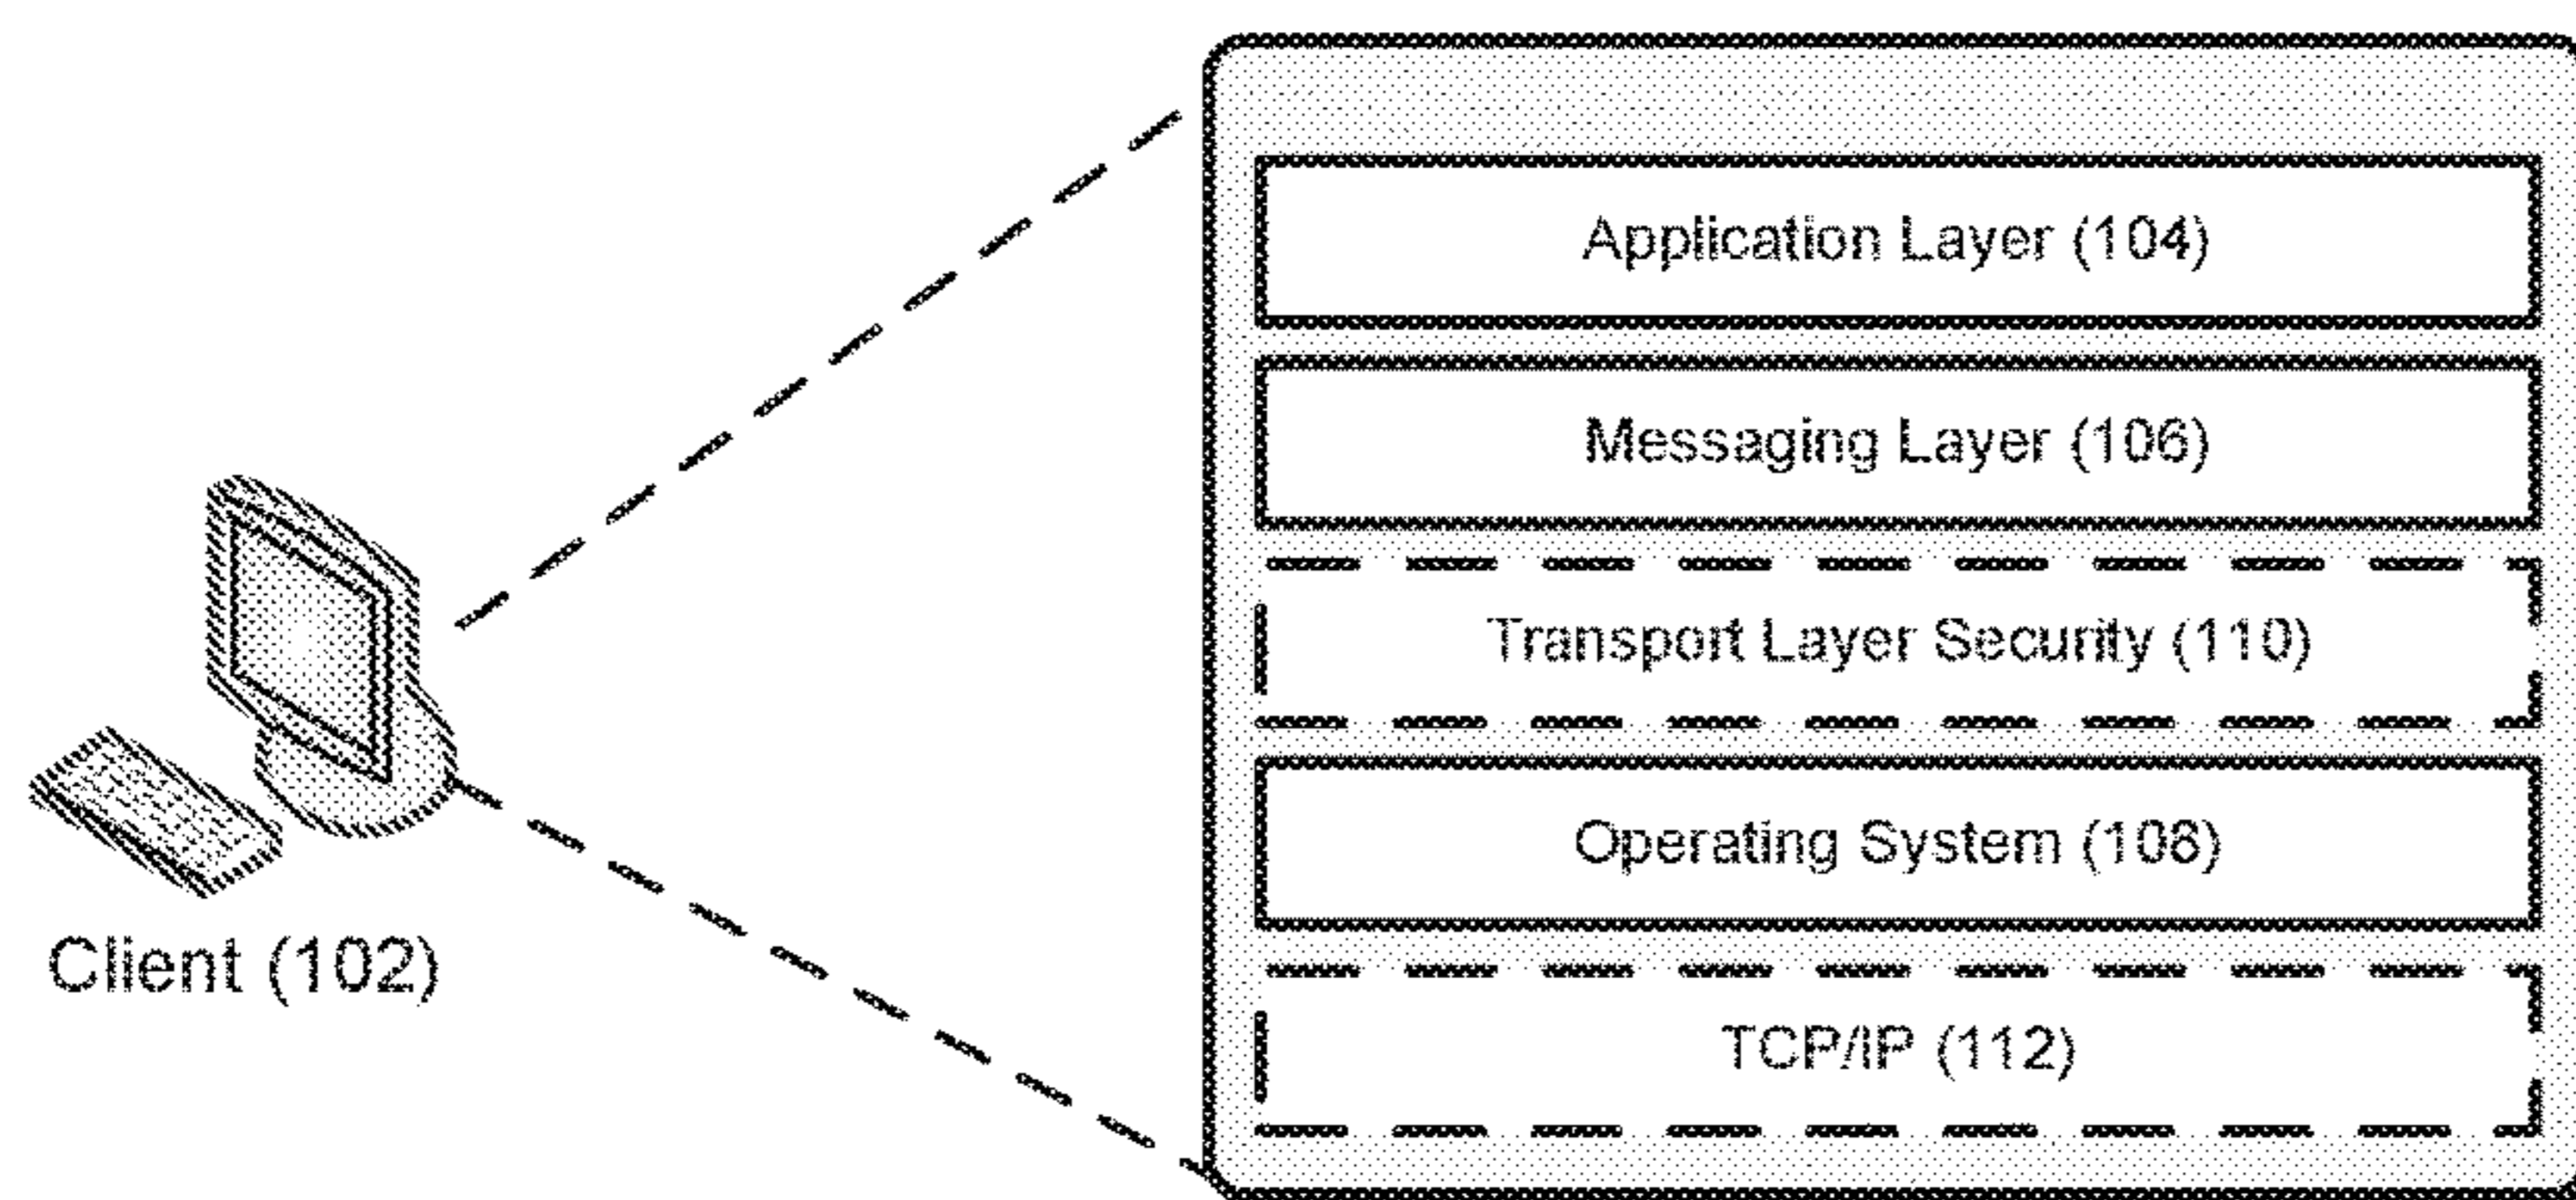 Application Layer (104)
Messaging Layer (106)
Transport Layer Security (110)
Operating System (108)
TCP/IP (112)
Client (102)